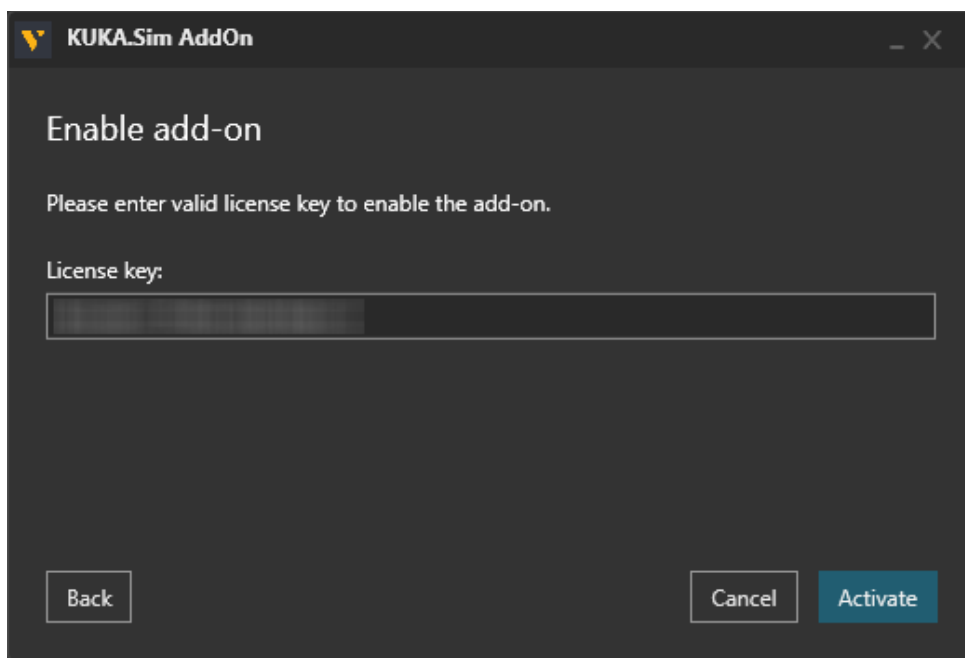 KUKA.Sim AddOn
Enable add-on
Please enter valid license key to enable the add-on.
License key:
Back
Cancel
Activate